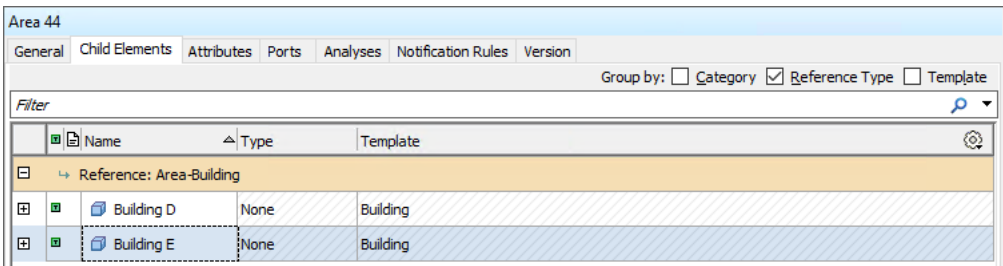 Area 44
General Child Elements Attributes Ports Analyses Notification Rules Version
Group by: Category Reference Type Template
Filter
Name Type Template
Reference: Area-Building
Building D None Building
Building E None Building